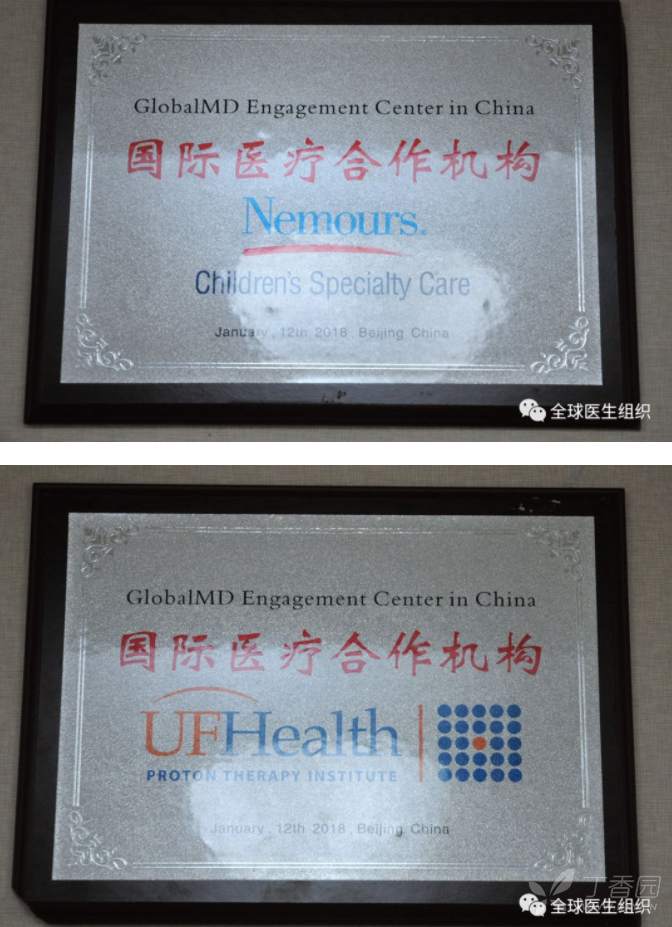 GlobalMD Engagement Center in China
国际医疗合作机构
Nemours.
Children's Specialty Care
January, 12th 2018, Beijing China
全球医生组织
GlobalMD Engagement Center in China
国际医疗合作机构
UFHealth
PROTON THERAPY INSTITUTE
January, 12th 2018, Beijing China
丁香园
全球医生组织